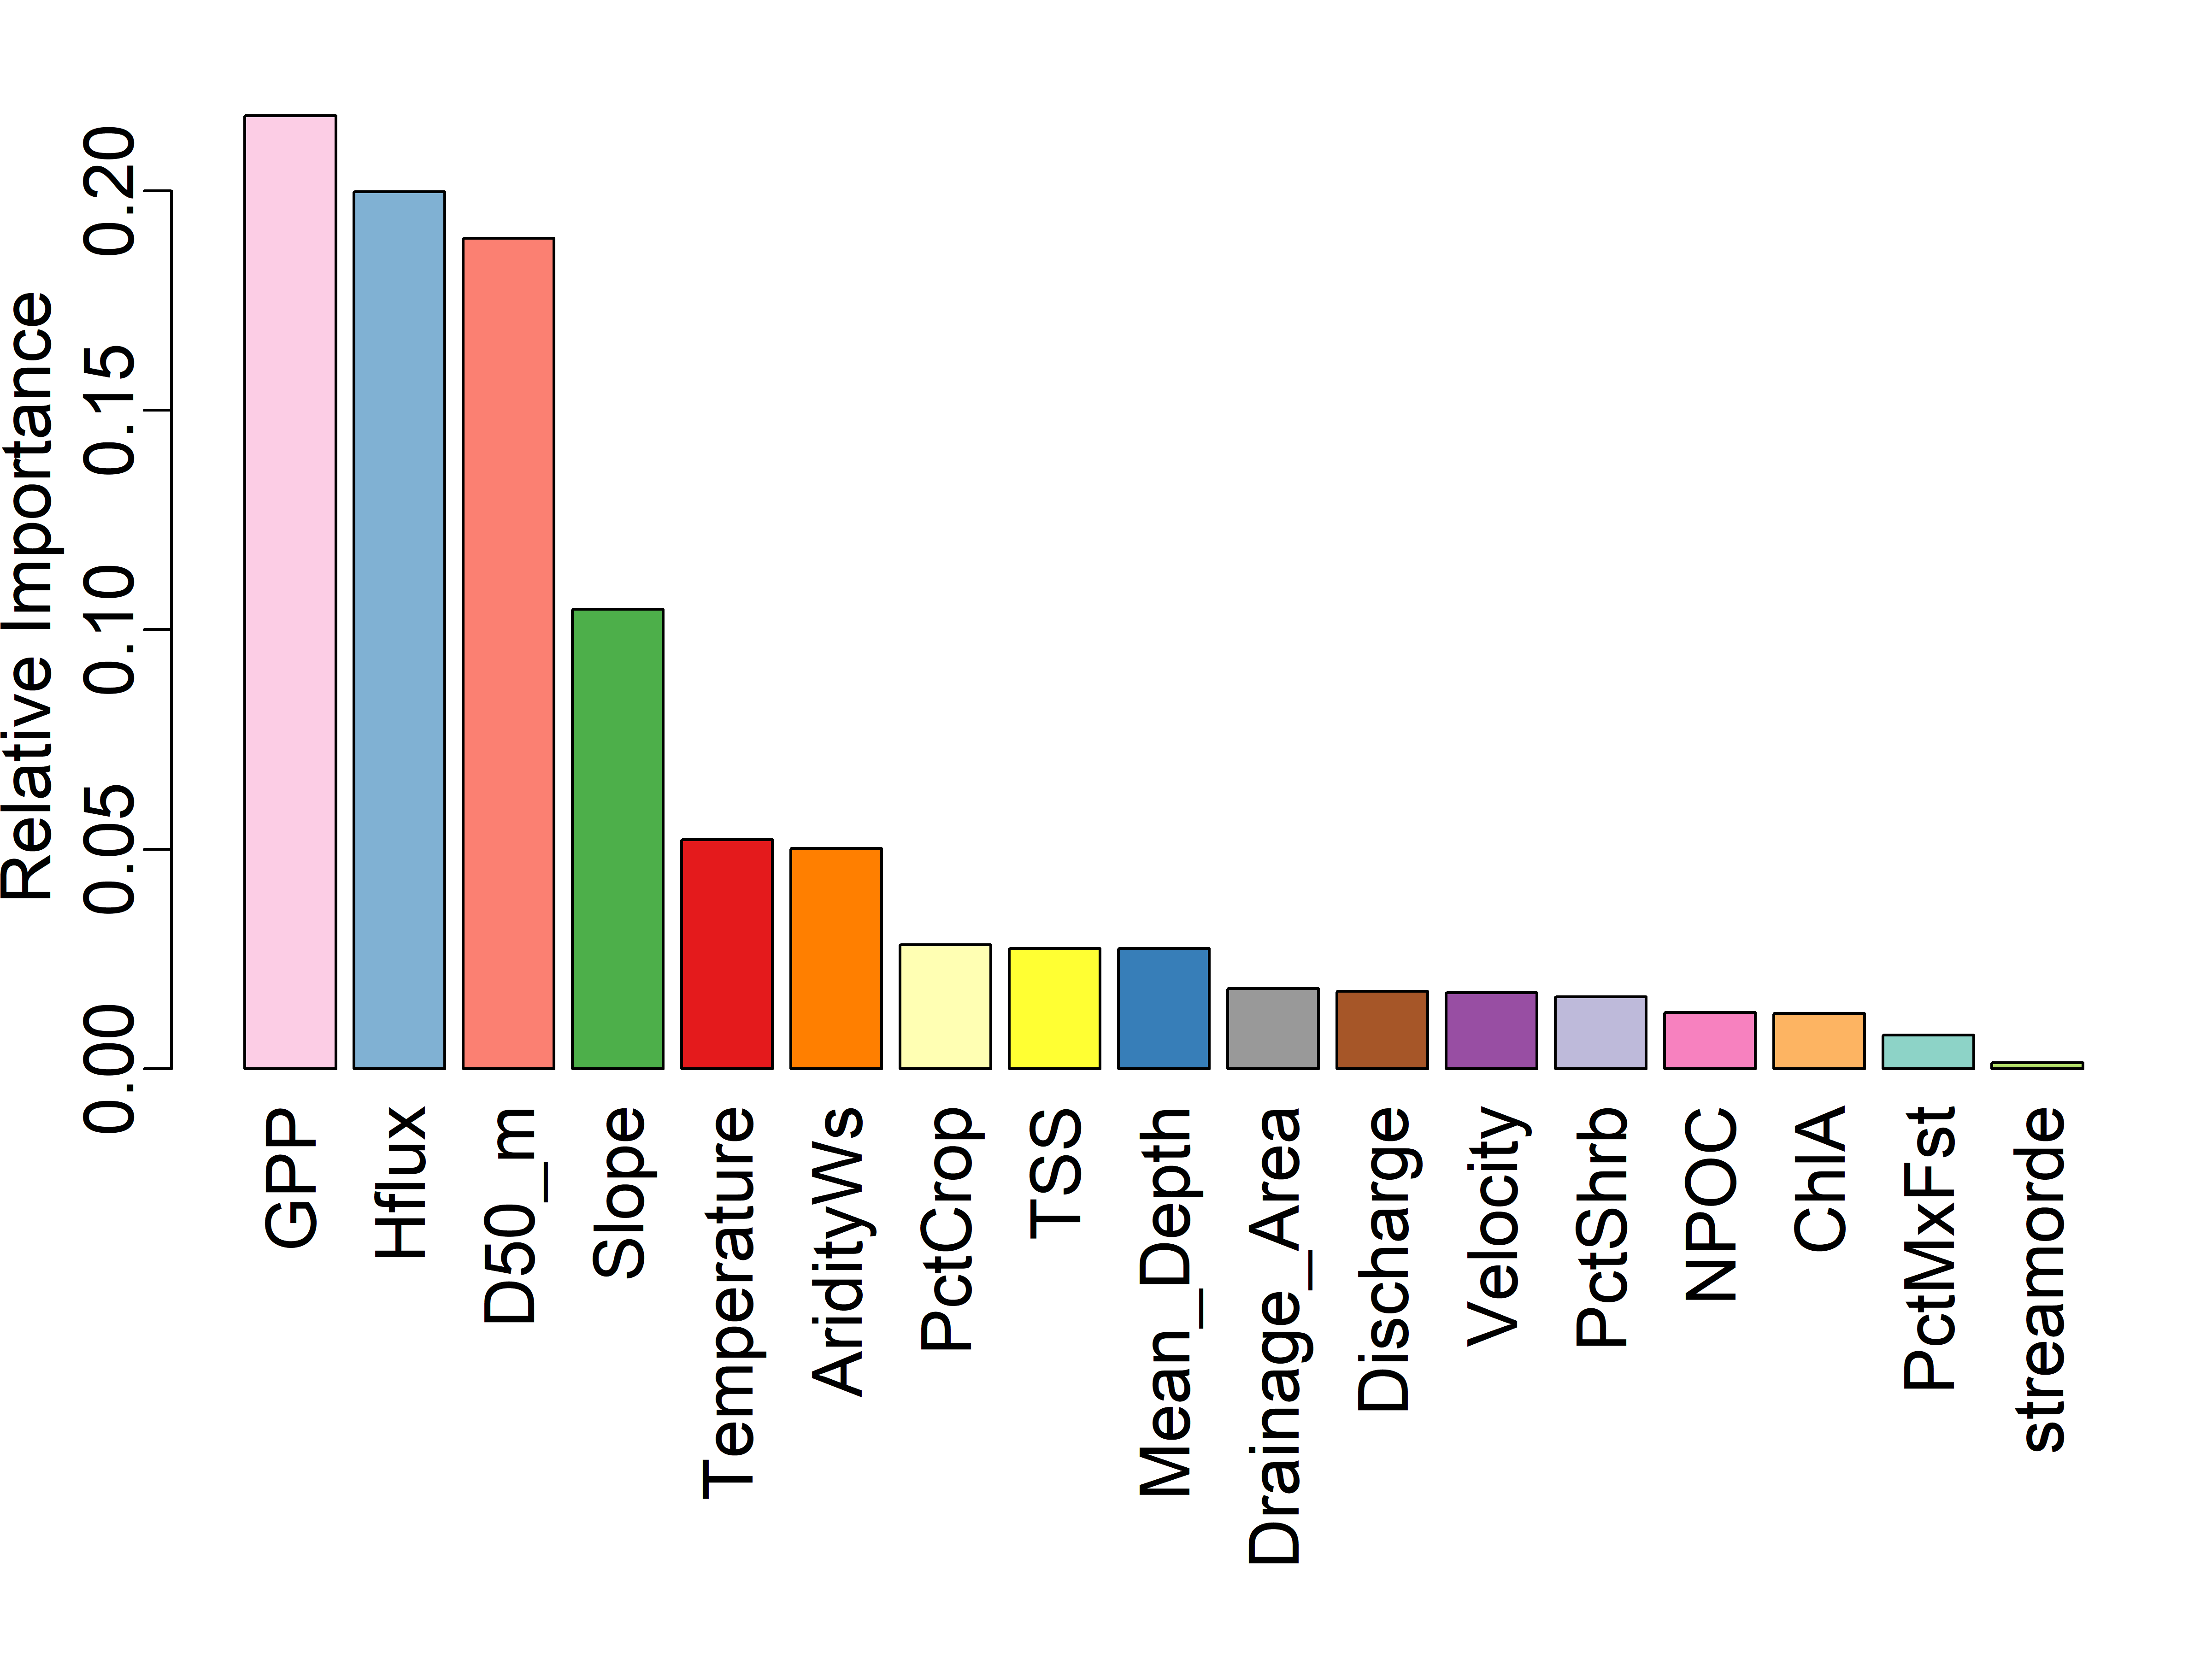 Relative Importance
0.20
0.15
0.10
0.05
0.00
GPP
Hflux
D50_m
Slope
Temperature
AridityWs
PctCrop
TSS
Mean_Depth
Drainage_Area
Discharge
Velocity
PctShrb
NPOC
ChlA
PctMxFst
streamorde